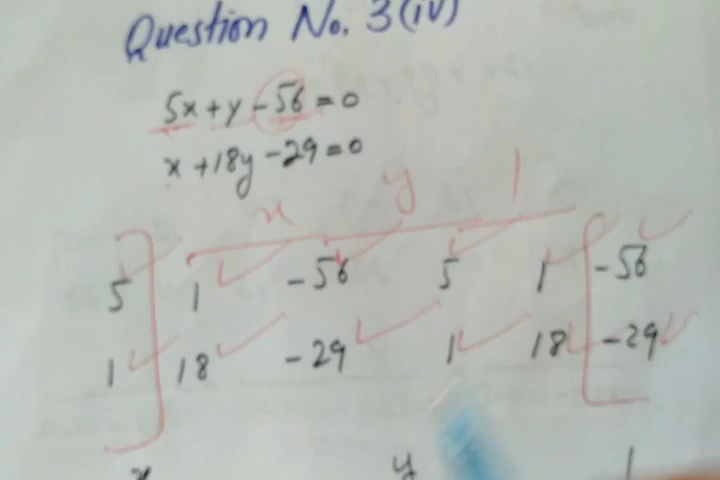 Question No. 3(iv)
5x+y-56=0
x+18y-29=0
x y 1
5 1 -56 5 1 -56
1 18 -29 1 18 -29
x y 1